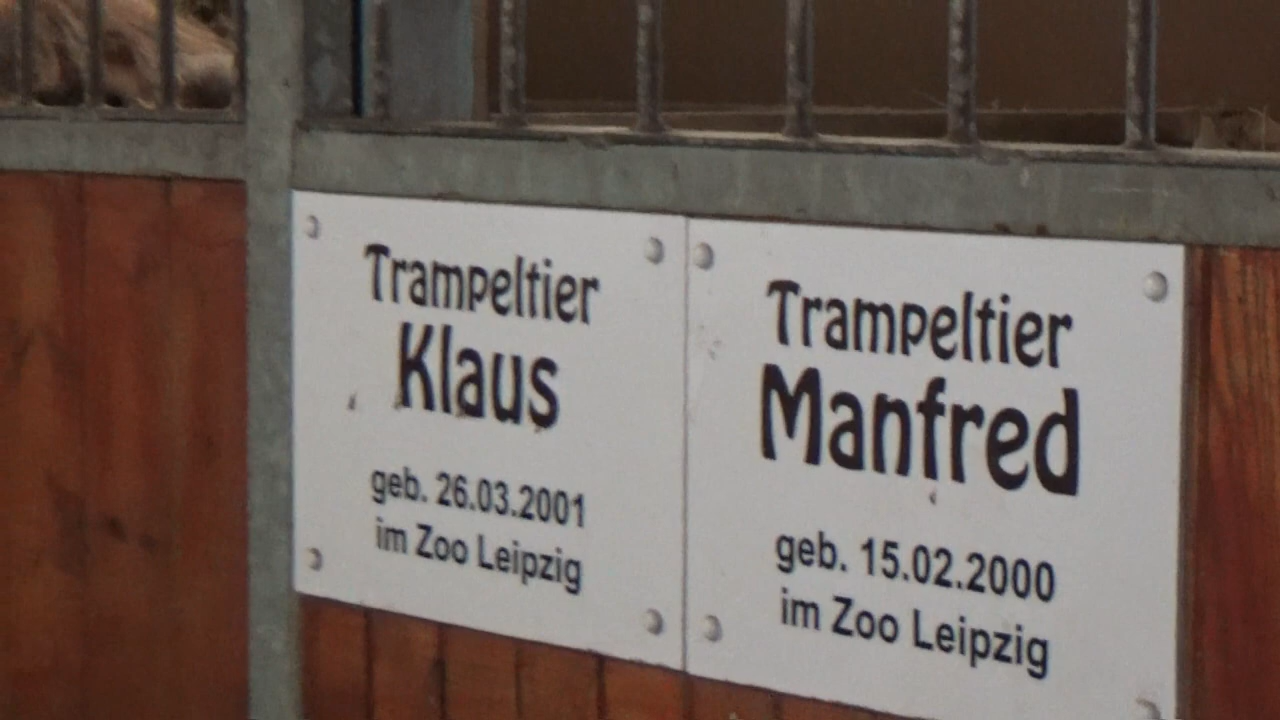 Trampeltier
Klaus
geb. 26.03.2001
im Zoo Leipzig
Trampeltier
Manfred
geb. 15.02.2000
im Zoo Leipzig